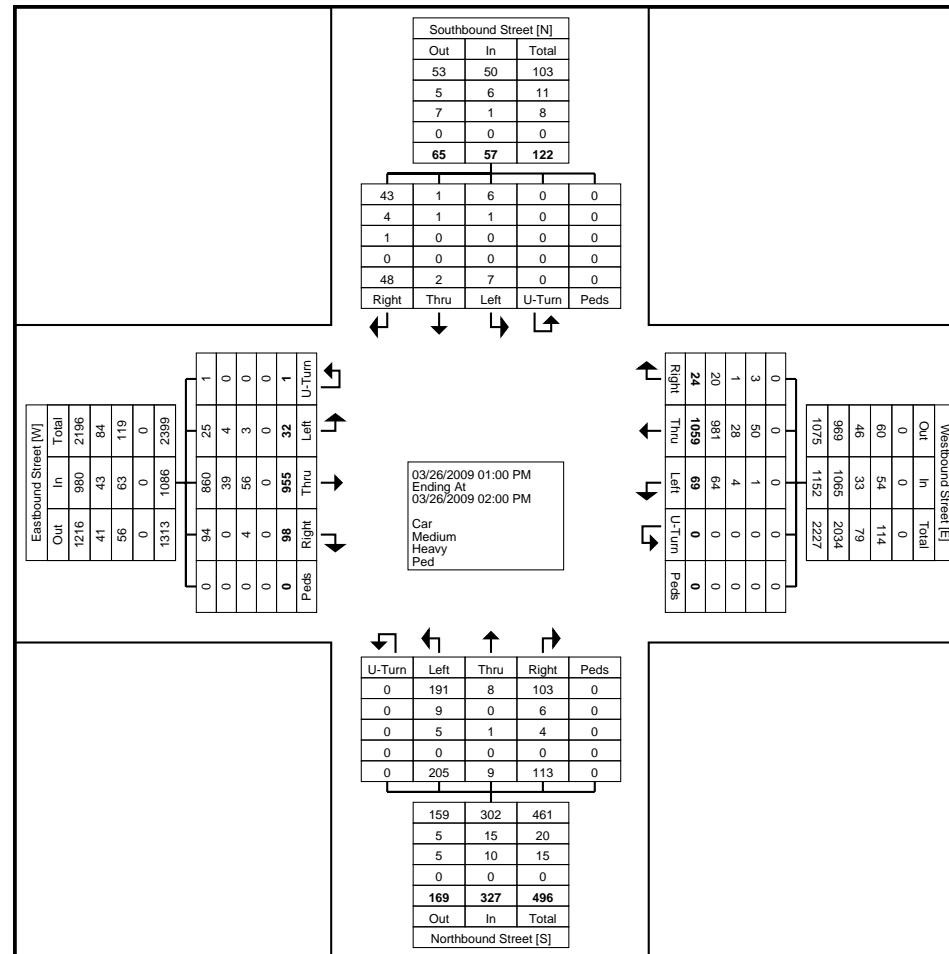 Southbound Street [N]
Out In Total
53 50 103
5 6 11
7 1 8
0 0 0
65 57 122
43 1 6 0 0
4 1 1 0 0
1 0 0 0 0
0 0 0 0 0
48 2 7 0 0
Right Thru Left U-Turn Peds
Eastbound Street [W]
Total In Out
2196 980 1216
84 43 41
119 63 56
0 0 0
2399 1086 1313
1 25 860 94 0
0 4 39 0 0
0 3 56 4 0
0 0 0 0 0
1 32 955 98 0
U-Turn Left Thru Right Peds
03/26/2009 01:00 PM
Ending At
03/26/2009 02:00 PM
Car
Medium
Heavy
Ped
Westbound Street [E]
Out In Total
0 0 0
60 54 114
46 33 79
969 1065 2034
1075 1152 2227
0 0 0 0 0
3 50 1 0 0
1 28 4 0 0
20 981 64 0 0
24 1059 69 0 0
Right Thru Left U-Turn Peds
U-Turn Left Thru Right Peds
0 191 8 103 0
0 9 0 6 0
0 5 1 4 0
0 0 0 0 0
0 205 9 113 0
159 302 461
5 15 20
5 10 15
0 0 0
169 327 496
Out In Total
Northbound Street [S]